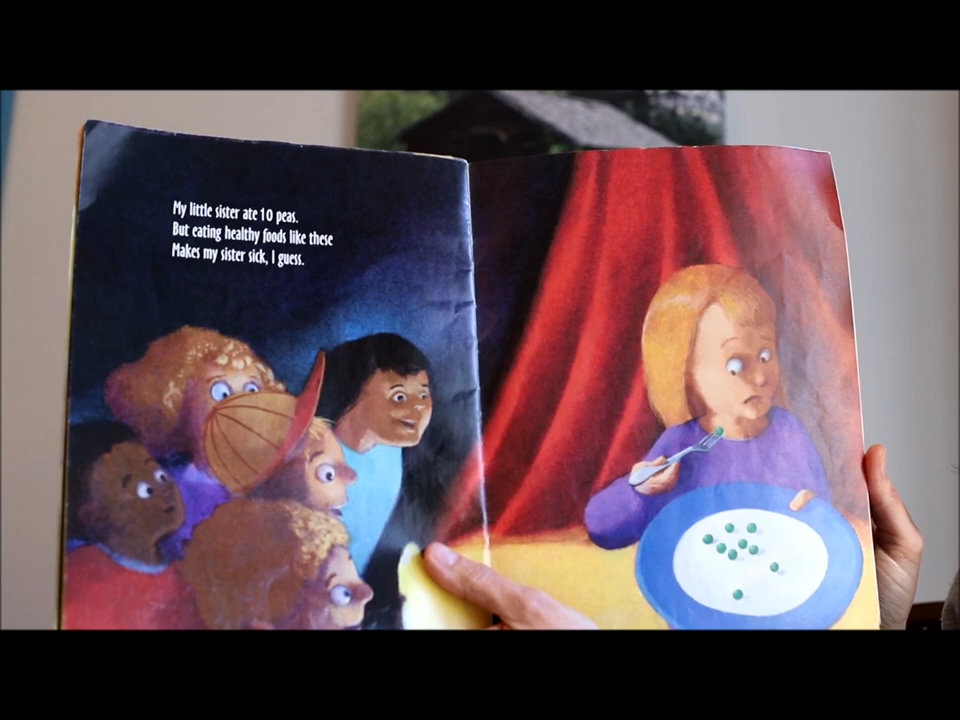 My little sister ate 10 peas.
But eating healthy foods like these
Makes my sister sick, I guess.